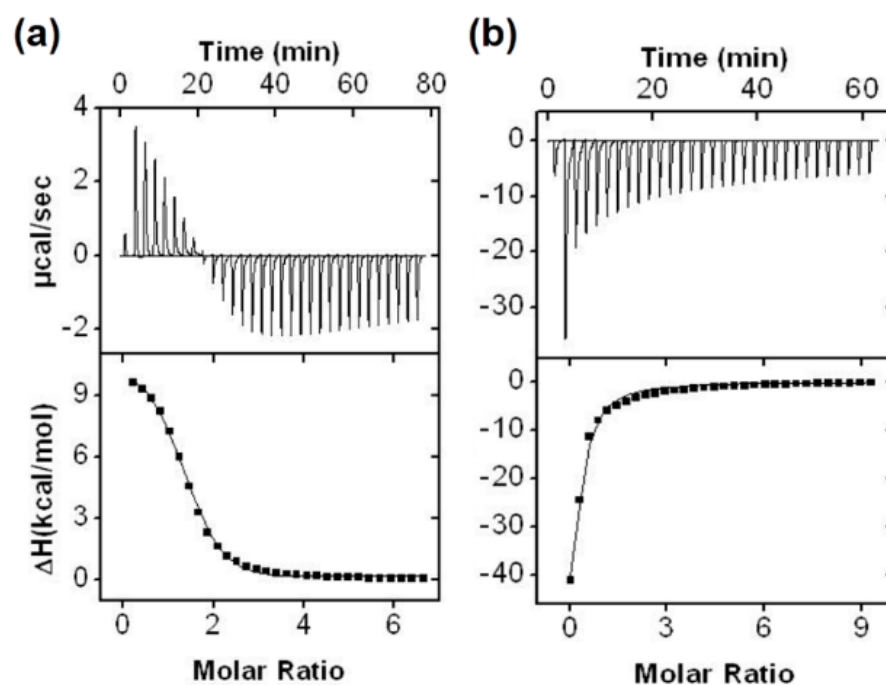 (a)
Time (min)
0 20 40 60 80
4
2
0
-2
µcal/sec
9
6
3
0
ΔH(kcal/mol)
0 2 4 6
Molar Ratio
(b)
Time (min)
0 20 40 60
0
-10
-20
-30
0
-10
-20
-30
-40
0 3 6 9
Molar Ratio